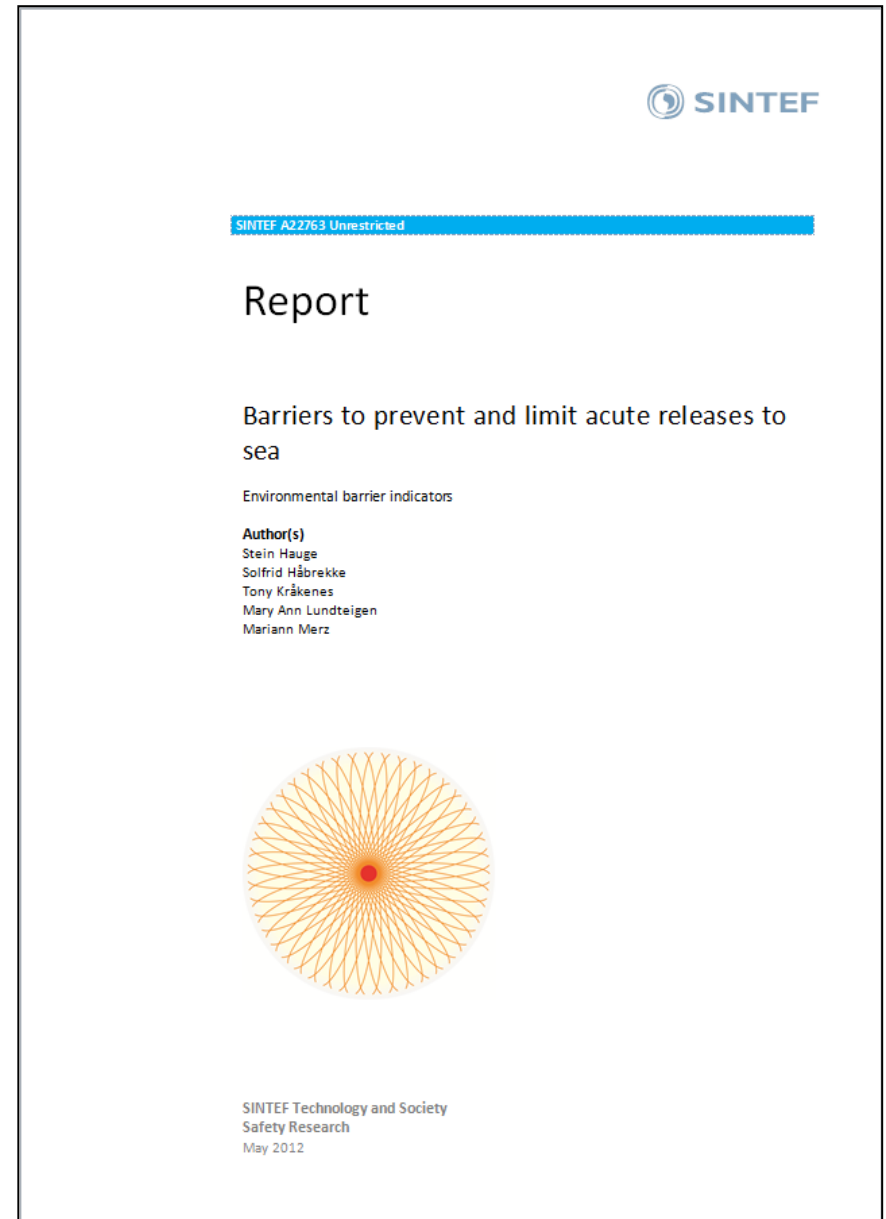 SINTEF
SINTEF A22763 Unrestricted
Report
Barriers to prevent and limit acute releases to
sea
Environmental barrier indicators
Author(s)
Stein Hauge
Solfrid Håbrekke
Tony Kråkenes
Mary Ann Lundteigen
Mariann Merz
SINTEF Technology and Society
Safety Research
May 2012